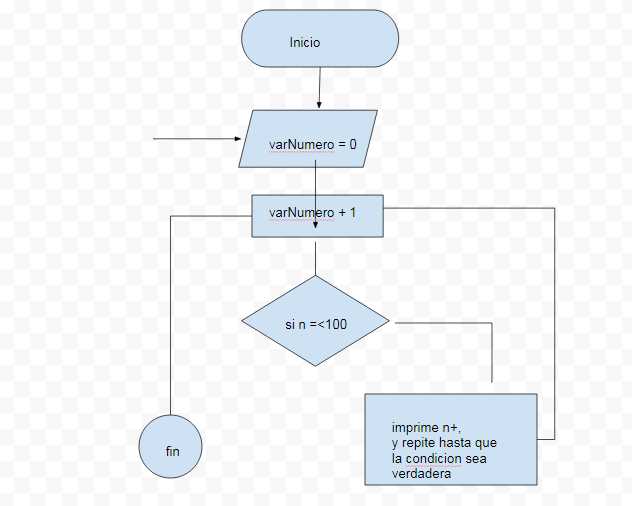 Inicio
varNumero = 0
varNumero + 1
si n =<100
imprime n+,
y repite hasta que
la condicion sea
verdadera
fin